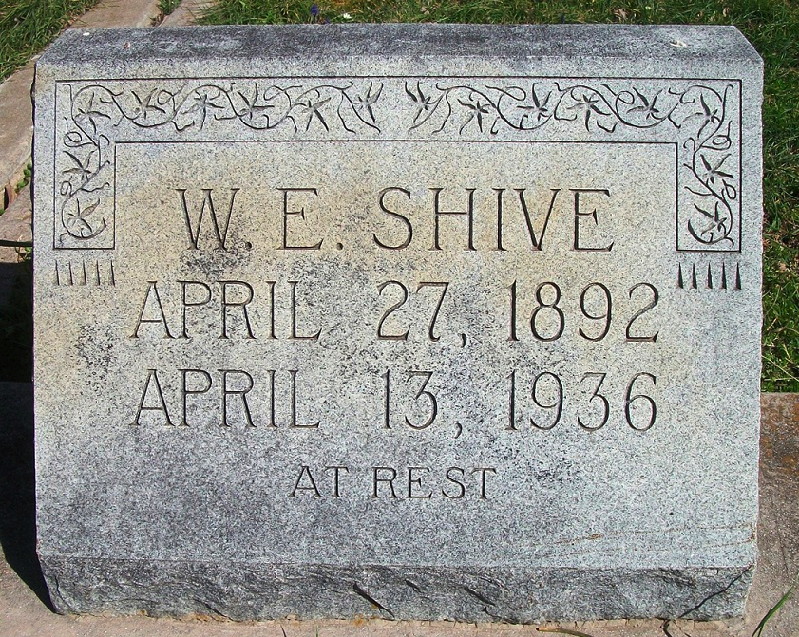 W. E. SHIVE
APRIL 27, 1892
APRIL 13, 1936
AT REST